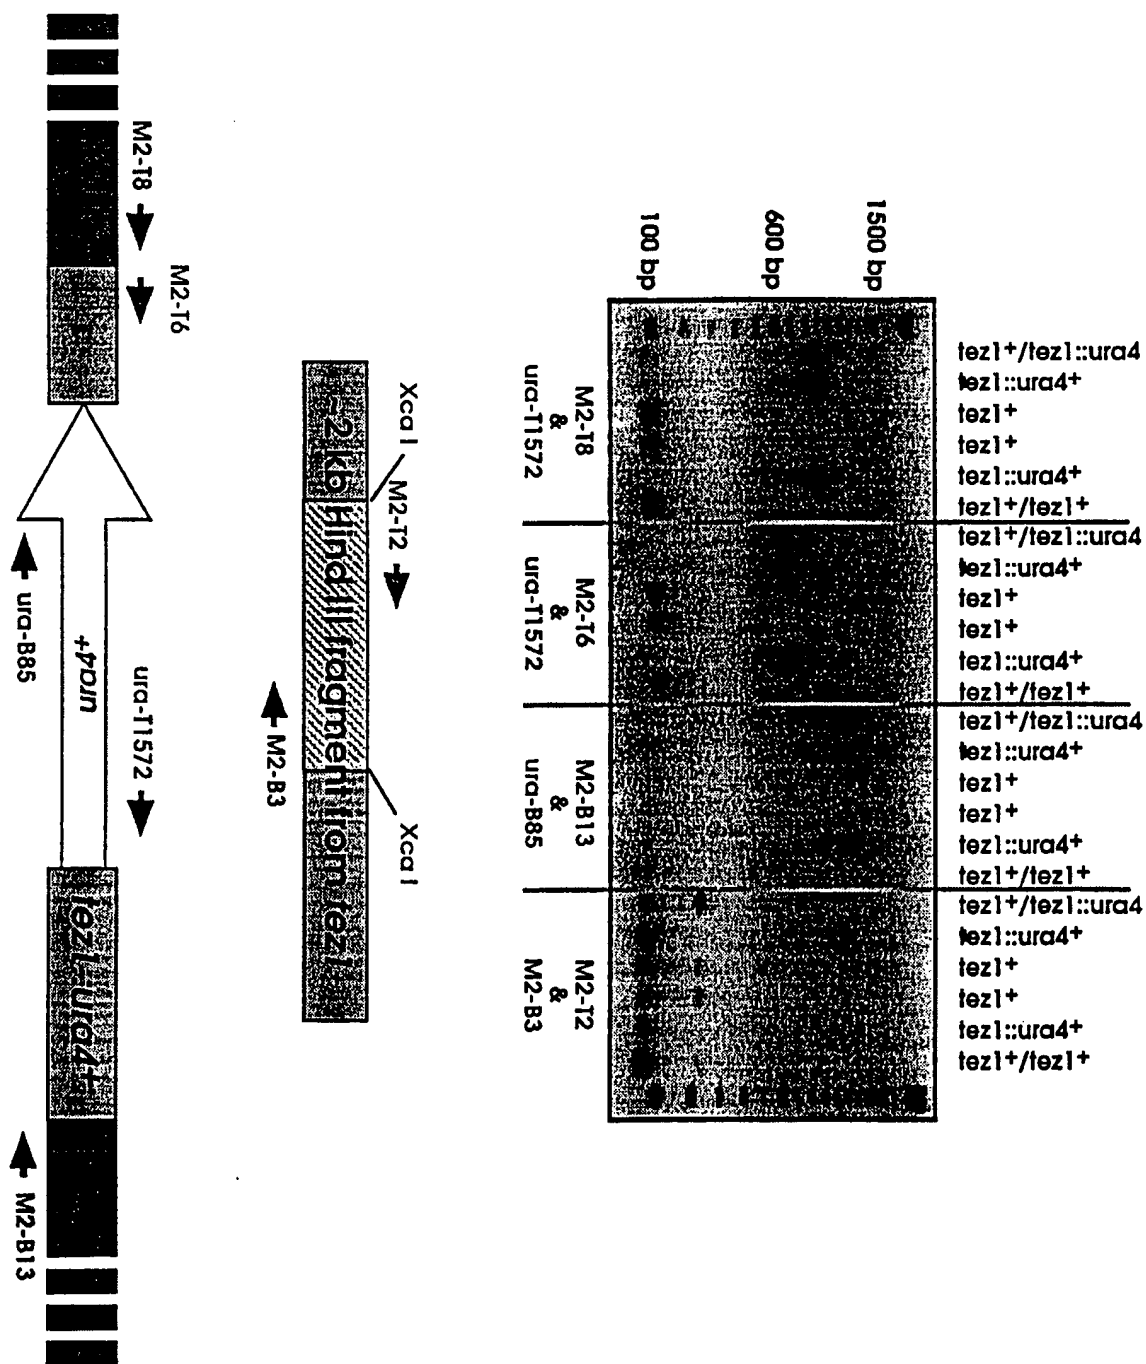 tez1+/tez1::ura4
tez1::ura4+
tez1+
tez1+
tez1::ura4+
tez1+/tez1+
tez1+/tez1::ura4
tez1::ura4+
tez1+
tez1+
tez1::ura4+
tez1+/tez1+
tez1+/tez1::ura4
tez1::ura4+
tez1+
tez1+
tez1::ura4+
tez1+/tez1+
tez1+/tez1::ura4
tez1::ura4+
tez1+
tez1+
tez1::ura4+
tez1+/tez1+
1500 bp
600 bp
100 bp
M2-T8
&
ura-T1572
M2-T6
&
ura-T1572
M2-B13
&
ura-B85
M2-T2
&
M2-B3
Xca I
M2-T2
Xca I
~2 kb Hind III fragment from tez1
M2-B3
M2-T8
M2-T6
ura-T1572
ura4+
tez1-Ura4+
ura-B85
M2-B13